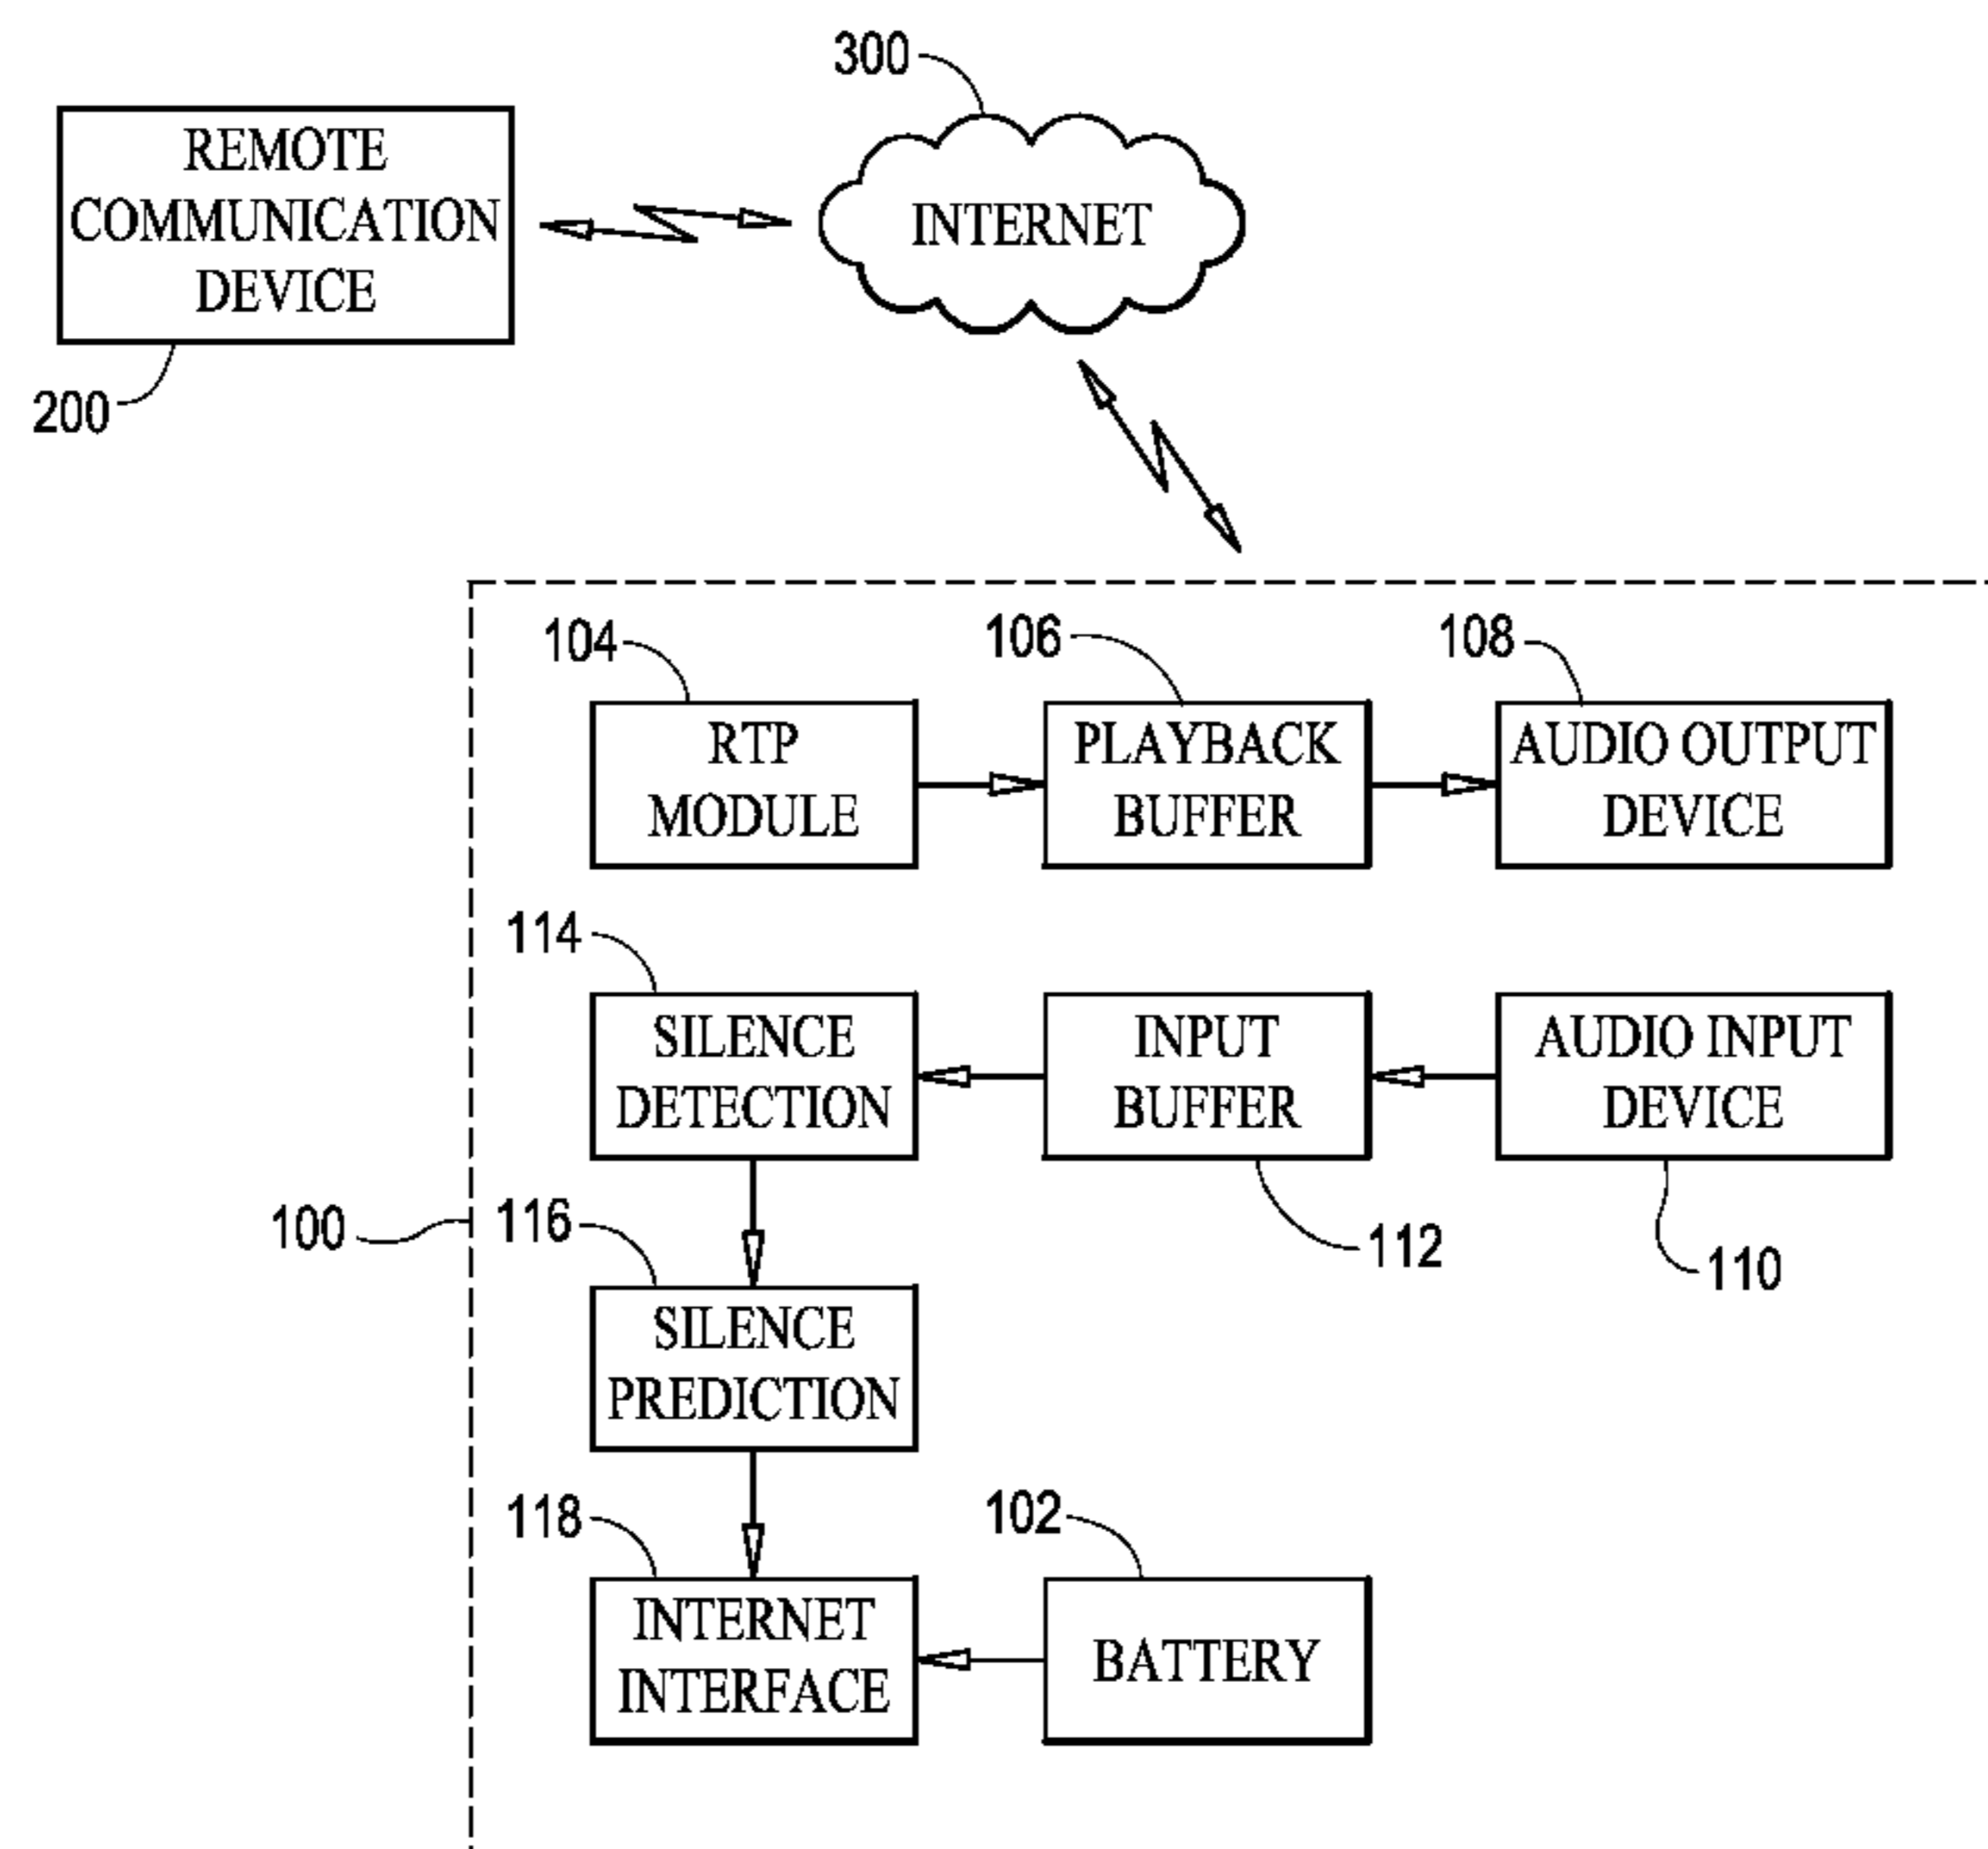 300
REMOTE
COMMUNICATION
DEVICE
INTERNET
200
104
106
108
RTP
MODULE
PLAYBACK
BUFFER
AUDIO OUTPUT
DEVICE
114
SILENCE
DETECTION
INPUT
BUFFER
AUDIO INPUT
DEVICE
100
116
112
110
SILENCE
PREDICTION
118
102
INTERNET
INTERFACE
BATTERY